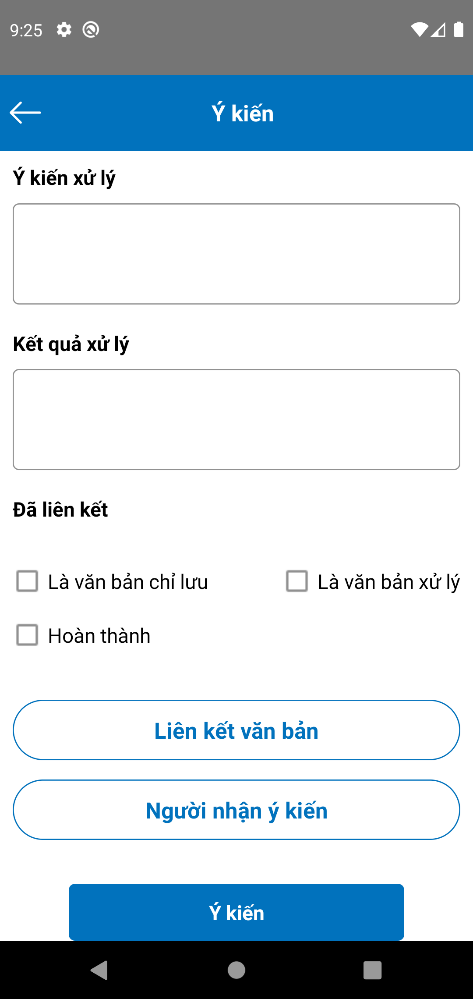 9:25
Ý kiến
Ý kiến xử lý
Kết quả xử lý
Đã liên kết
Là văn bản chỉ lưu
Là văn bản xử lý
Hoàn thành
Liên kết văn bản
Người nhận ý kiến
Ý kiến